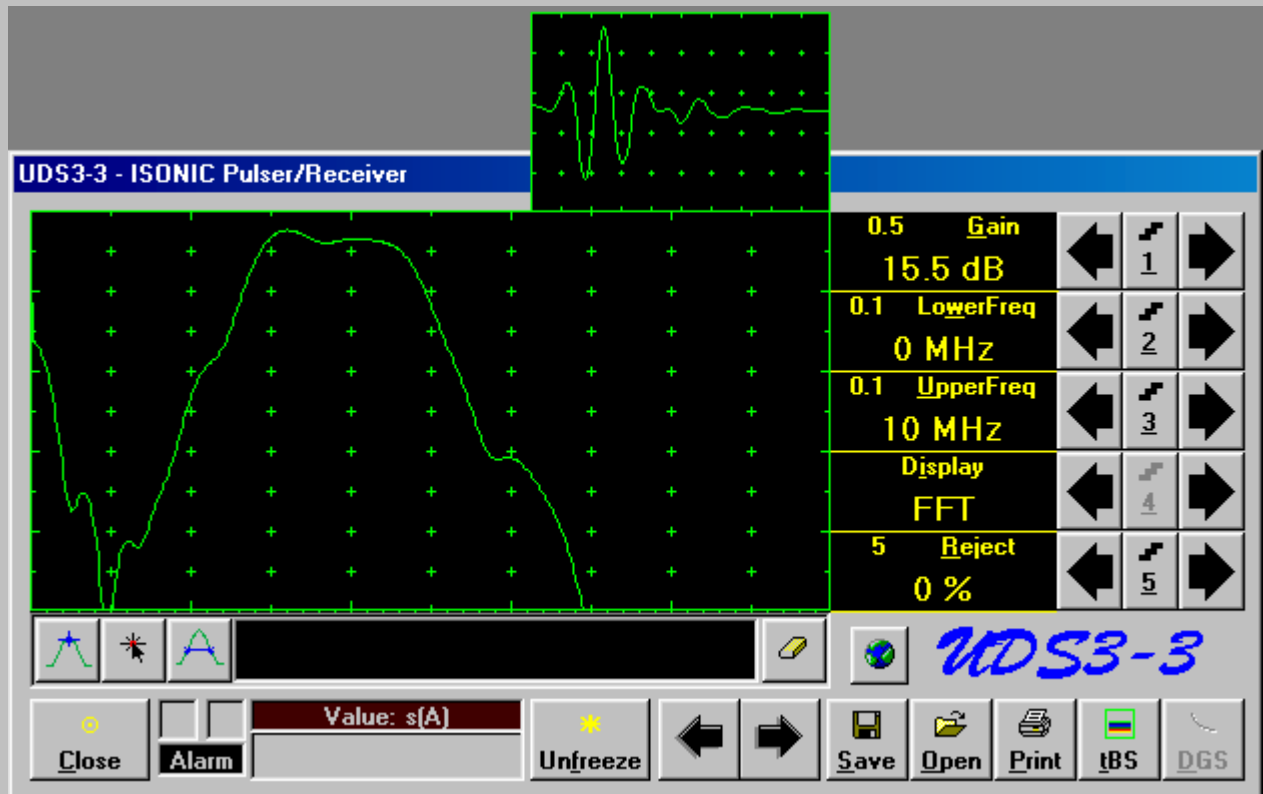 UDS3-3 - ISONIC Pulser/Receiver
0.5 Gain
15.5 dB
0.1 LowerFreq
0 MHz
0.1 UpperFreq
10 MHz
Display
FFT
5 Reject
0 %
1
2
3
4
5
UDS3-3
Close
Alarm
Value: s(A)
Unfreeze
Save
Open
Print
tBS
DGS